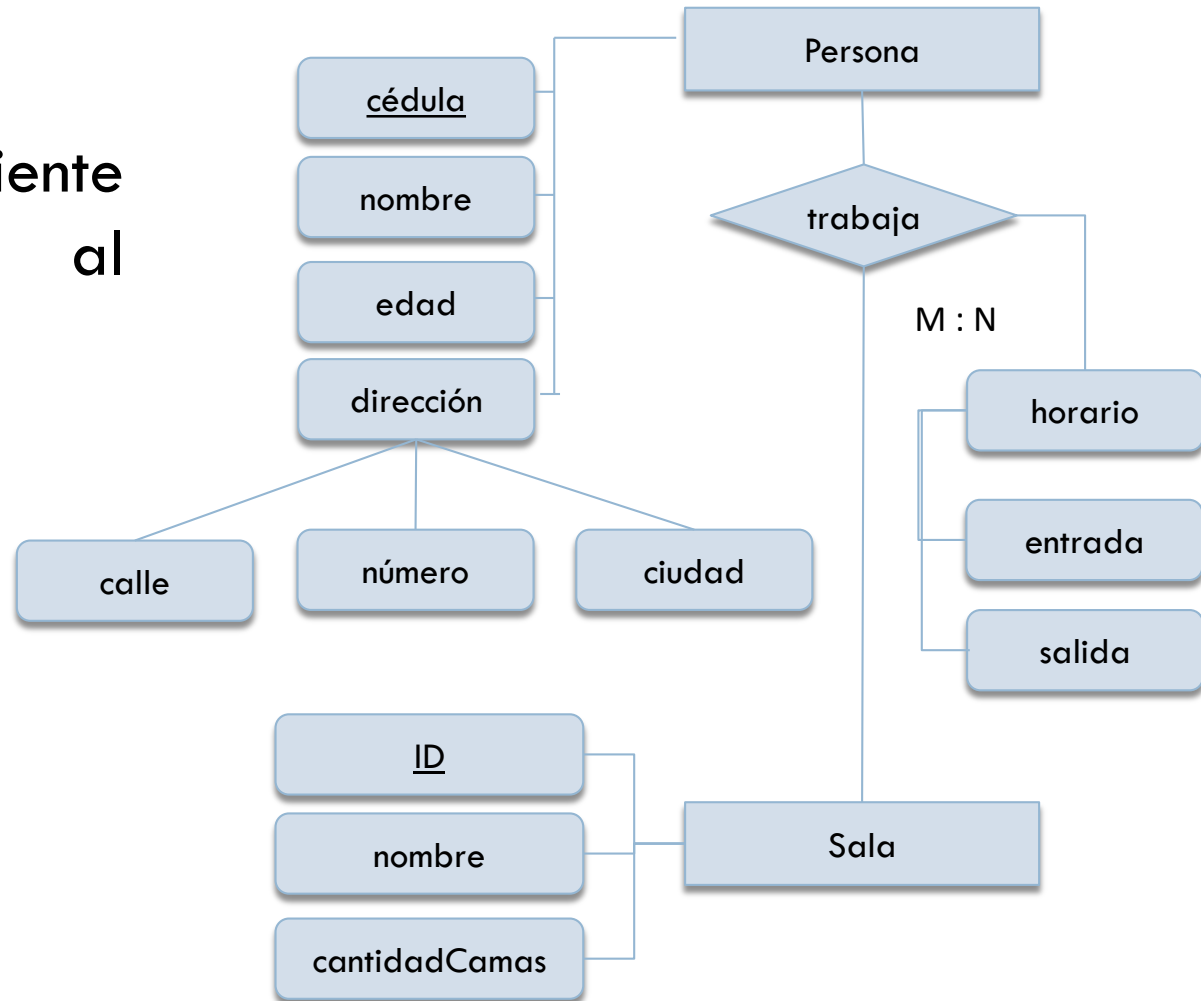 iente
al
Persona
cédula
nombre
edad
dirección
calle
número
ciudad
trabaja
M : N
horario
entrada
salida
ID
nombre
cantidadCamas
Sala